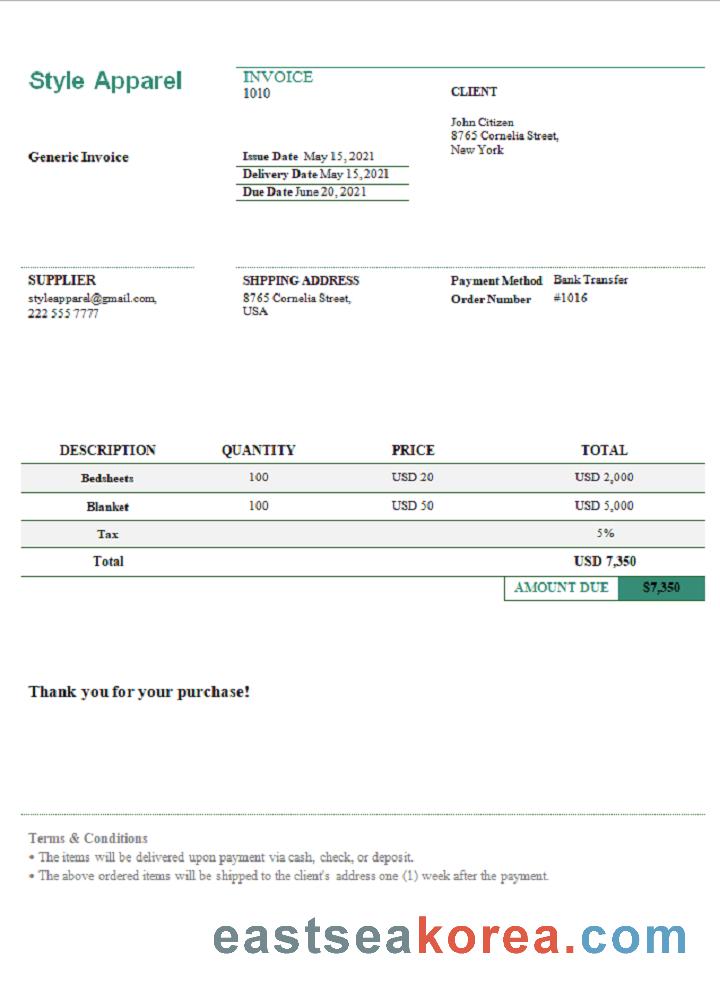 Style Apparel
INVOICE
1010
CLIENT
John Citizen
8765 Cornelia Street,
New York
Generic Invoice
Issue Date May 15, 2021
Delivery Date May 15, 2021
Due Date June 20, 2021
SUPPLIER
styleapparel@gmail.com,
222 555 7777
SHPPING ADDRESS
8765 Cornelia Street,
USA
Payment Method Bank Transfer
Order Number #1016
DESCRIPTION QUANTITY PRICE TOTAL
Bedsheets 100 USD 20 USD 2,000
Blanket 100 USD 50 USD 5,000
Tax 5%
Total USD 7,350
AMOUNT DUE $7,350
Thank you for your purchase!
Terms & Conditions
• The items will be delivered upon payment via cash, check, or deposit.
• The above ordered items will be shipped to the client's address one (1) week after the payment.
eastseakorea.com